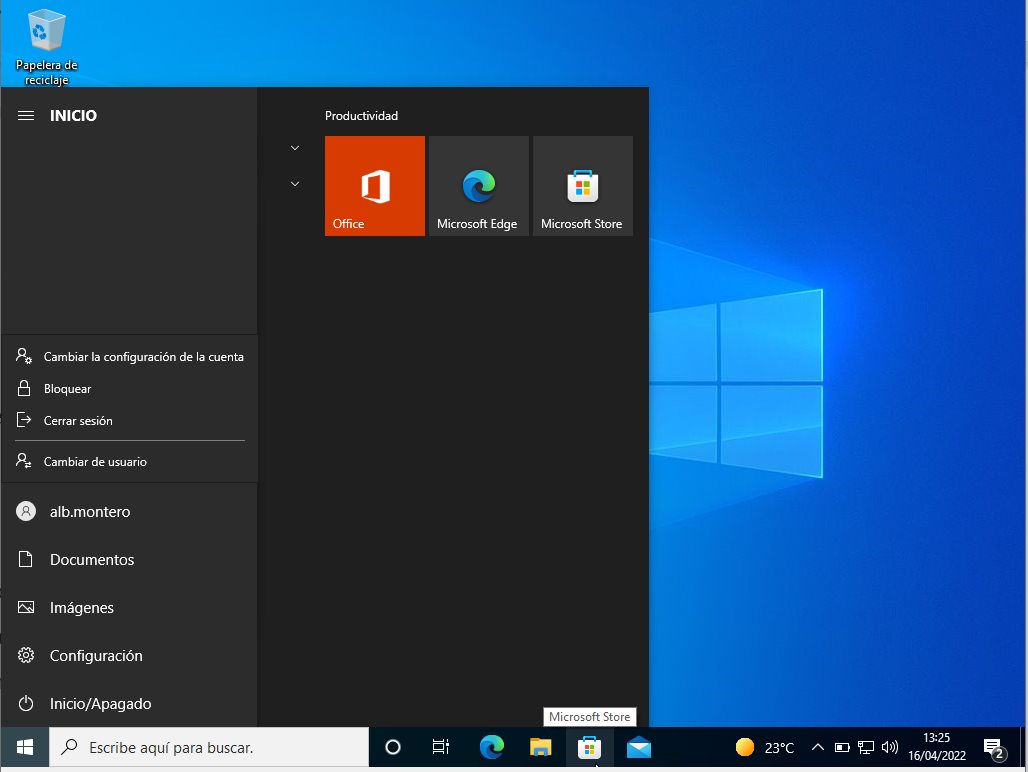 Papelera de
reciclaje
INICIO
Productividad
Office
Microsoft Edge
Microsoft Store
Cambiar la configuración de la cuenta
Bloquear
Cerrar sesión
Cambiar de usuario
alb.montero
Documentos
Imágenes
Configuración
Inicio/Apagado
Microsoft Store
Escribe aquí para buscar.
23°C
13:25
16/04/2022
2